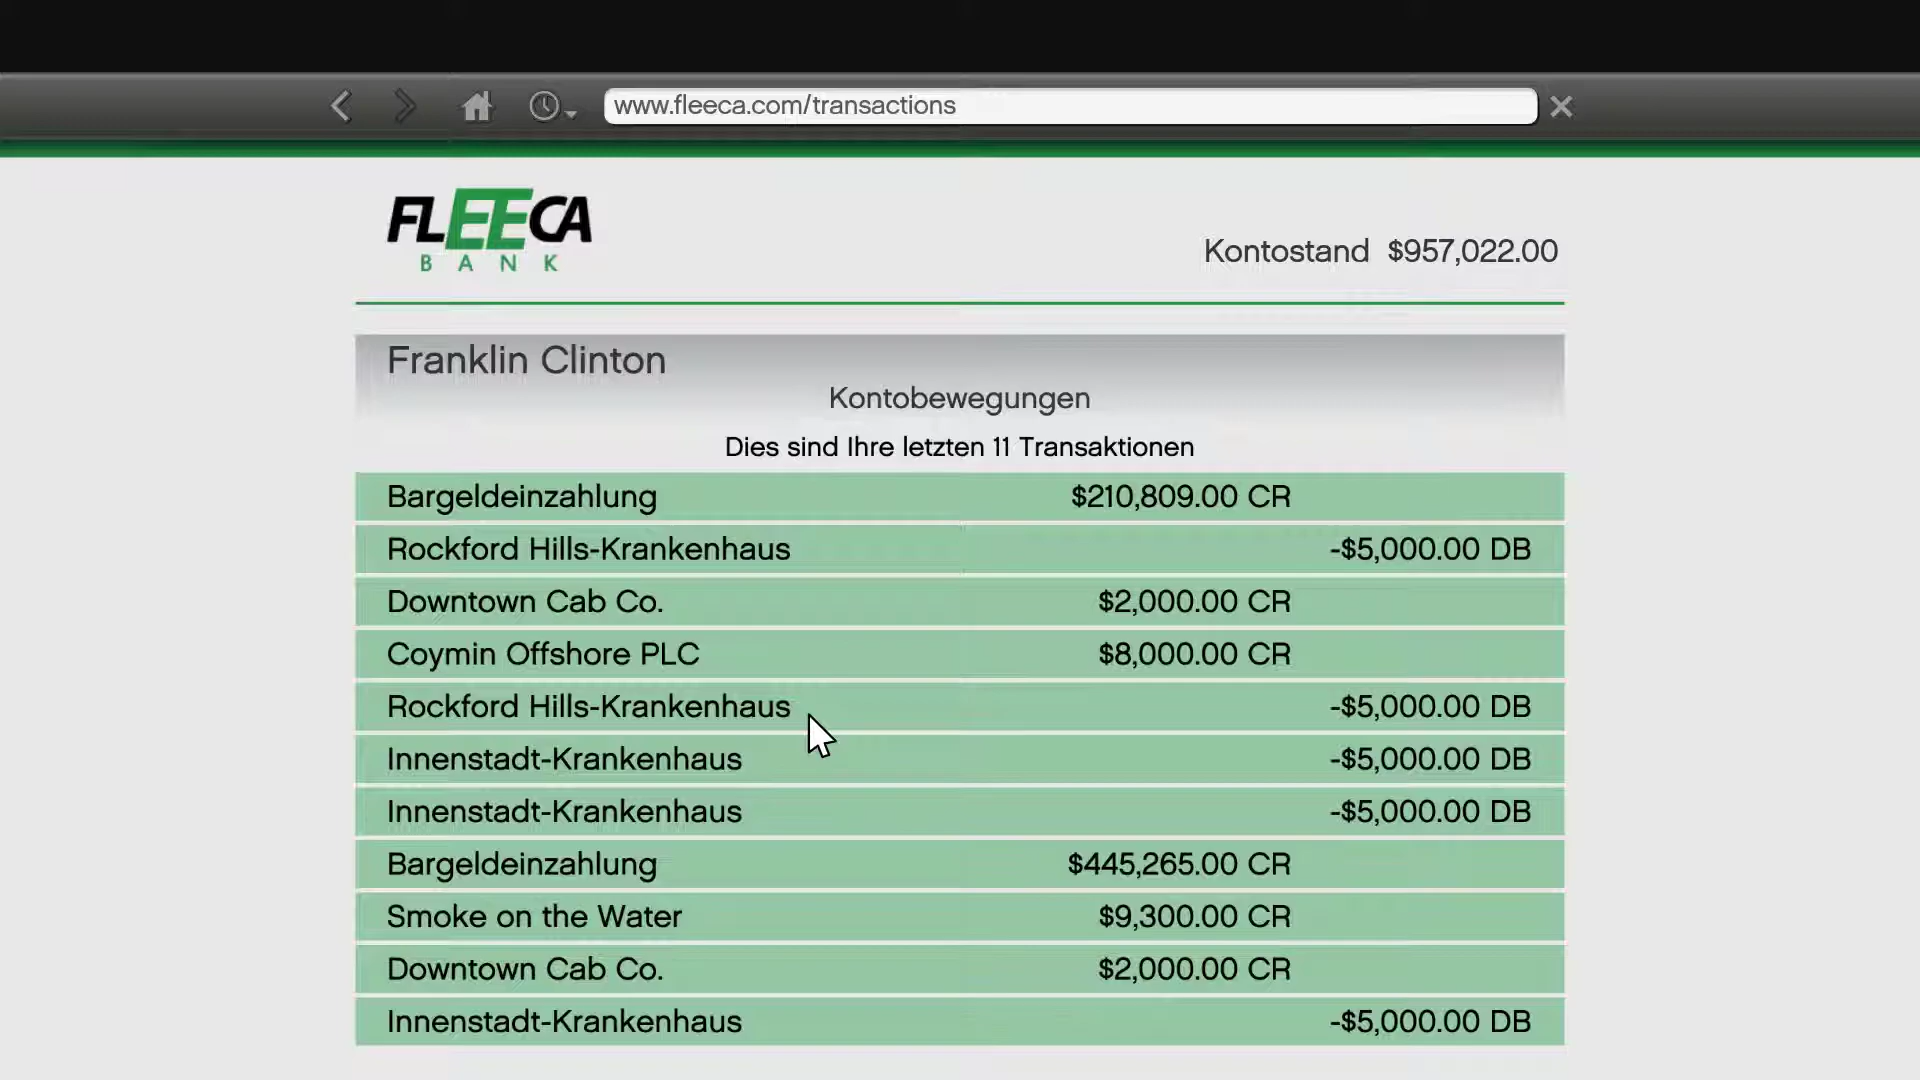 www.fleeca.com/transactions
FLEECA
BANK
Kontostand $957,022.00
Franklin Clinton
Kontobewegungen
Dies sind Ihre letzten 11 Transaktionen
Bargeldeinzahlung $210,809.00 CR
Rockford Hills-Krankenhaus -$5,000.00 DB
Downtown Cab Co. $2,000.00 CR
Coymin Offshore PLC $8,000.00 CR
Rockford Hills-Krankenhaus -$5,000.00 DB
Innenstadt-Krankenhaus -$5,000.00 DB
Innenstadt-Krankenhaus -$5,000.00 DB
Bargeldeinzahlung $445,265.00 CR
Smoke on the Water $9,300.00 CR
Downtown Cab Co. $2,000.00 CR
Innenstadt-Krankenhaus -$5,000.00 DB